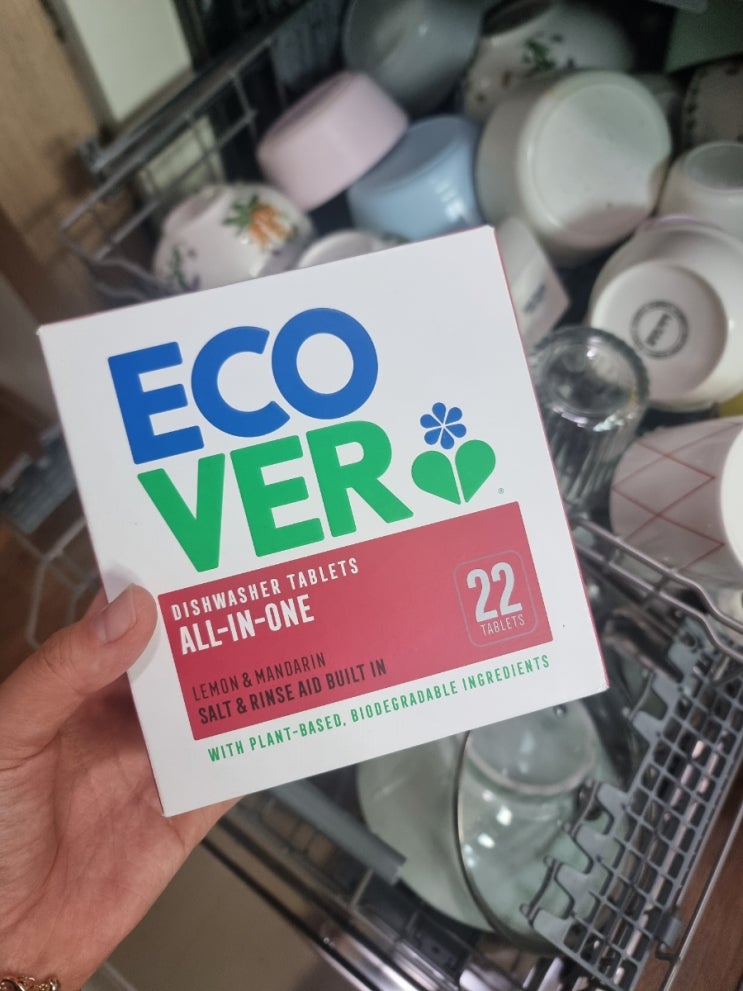 ECO
VER
®
DISHWASHER TABLETS
ALL-IN-ONE
22
TABLETS
LEMON & MANDARIN
SALT & RINSE AID BUILT IN
WITH PLANT-BASED, BIODEGRADABLE INGREDIENTS